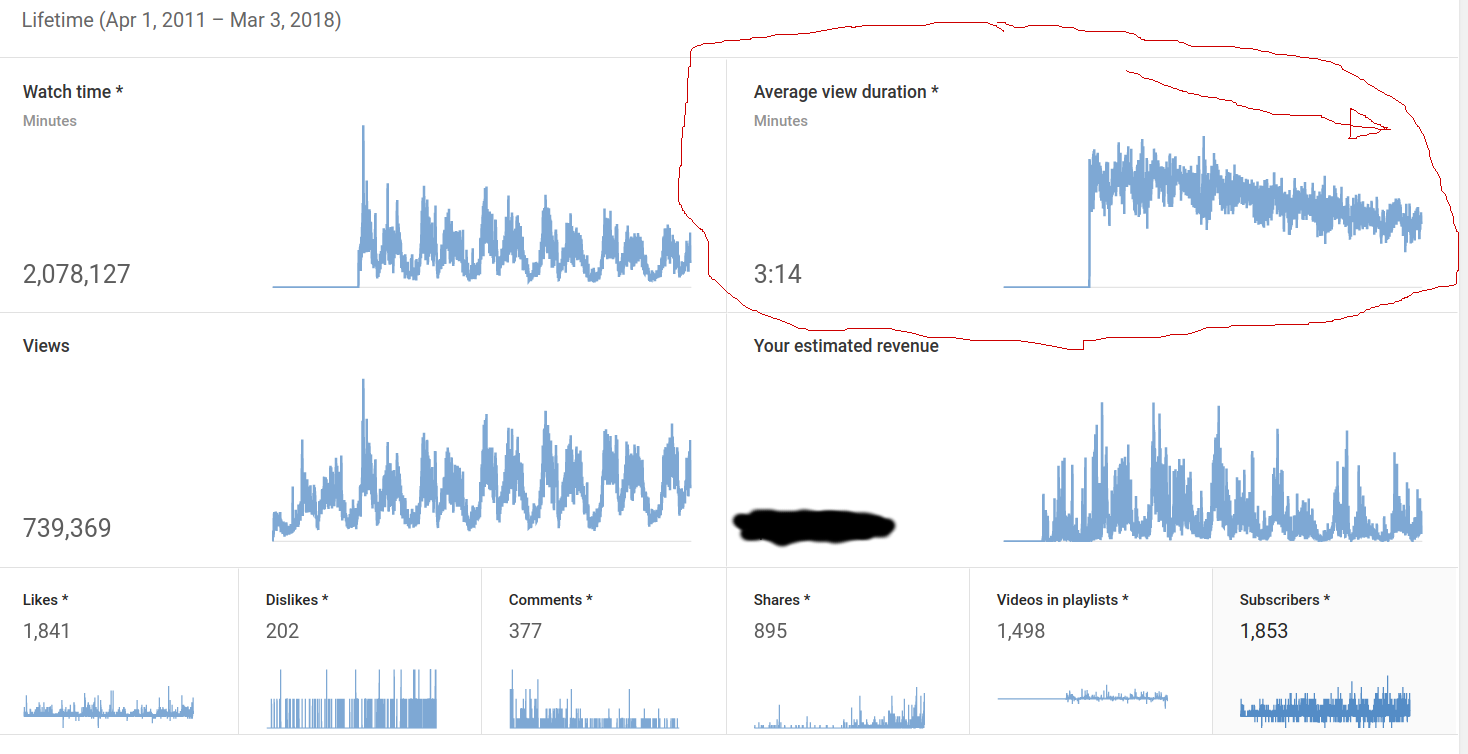 Lifetime (Apr 1, 2011 – Mar 3, 2018)
Watch time *
Minutes
2,078,127
Average view duration *
Minutes
3:14
Views
739,369
Your estimated revenue
Likes *
1,841
Dislikes *
202
Comments *
377
Shares *
895
Videos in playlists *
1,498
Subscribers *
1,853